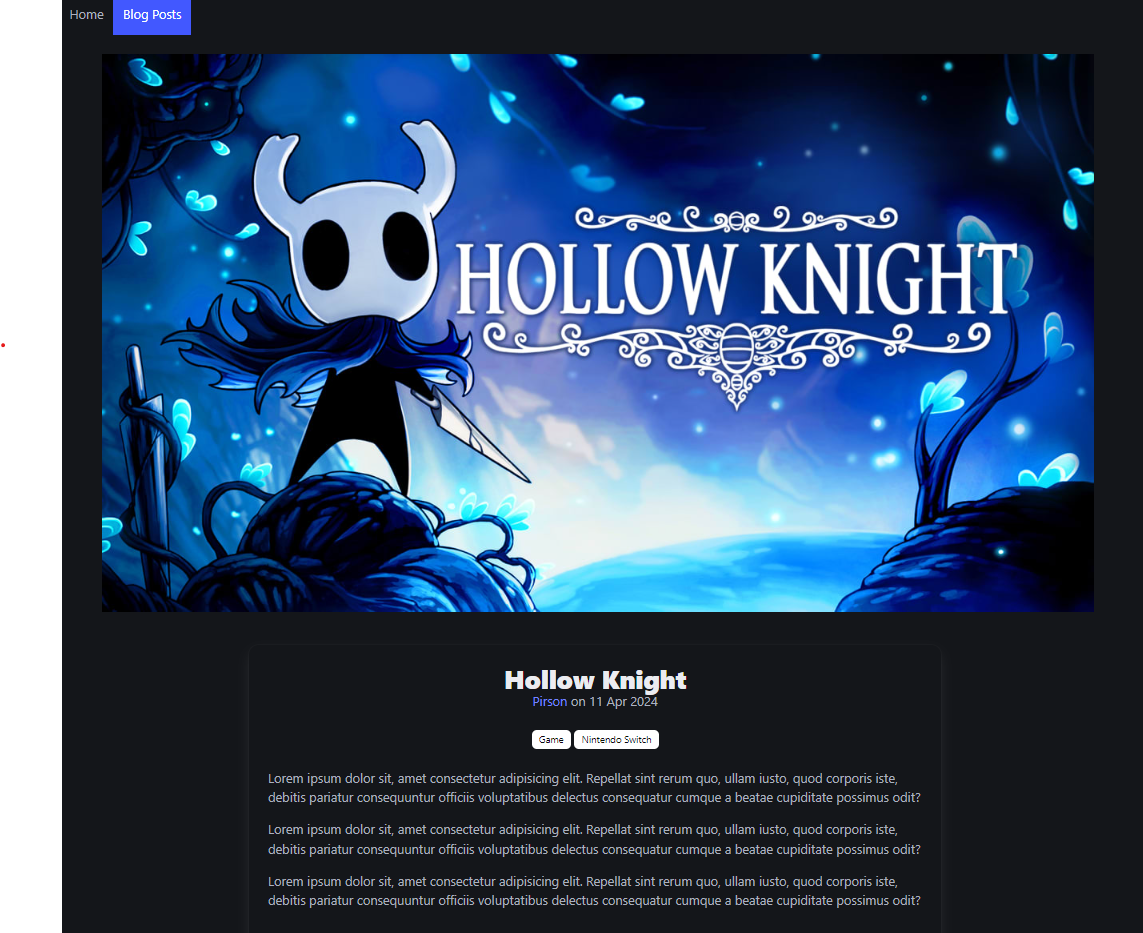 Home Blog Posts
HOLLOW KNIGHT
Hollow Knight
Pirson on 11 Apr 2024
Game Nintendo Switch
Lorem ipsum dolor sit, amet consectetur adipisicing elit. Repellat sint rerum quo, ullam iusto, quod corporis iste,
debitis pariatur consequuntur officiis voluptatibus delectus consequatur cumque a beatae cupiditate possimus odit?
Lorem ipsum dolor sit, amet consectetur adipisicing elit. Repellat sint rerum quo, ullam iusto, quod corporis iste,
debitis pariatur consequuntur officiis voluptatibus delectus consequatur cumque a beatae cupiditate possimus odit?
Lorem ipsum dolor sit, amet consectetur adipisicing elit. Repellat sint rerum quo, ullam iusto, quod corporis iste,
debitis pariatur consequuntur officiis voluptatibus delectus consequatur cumque a beatae cupiditate possimus odit?